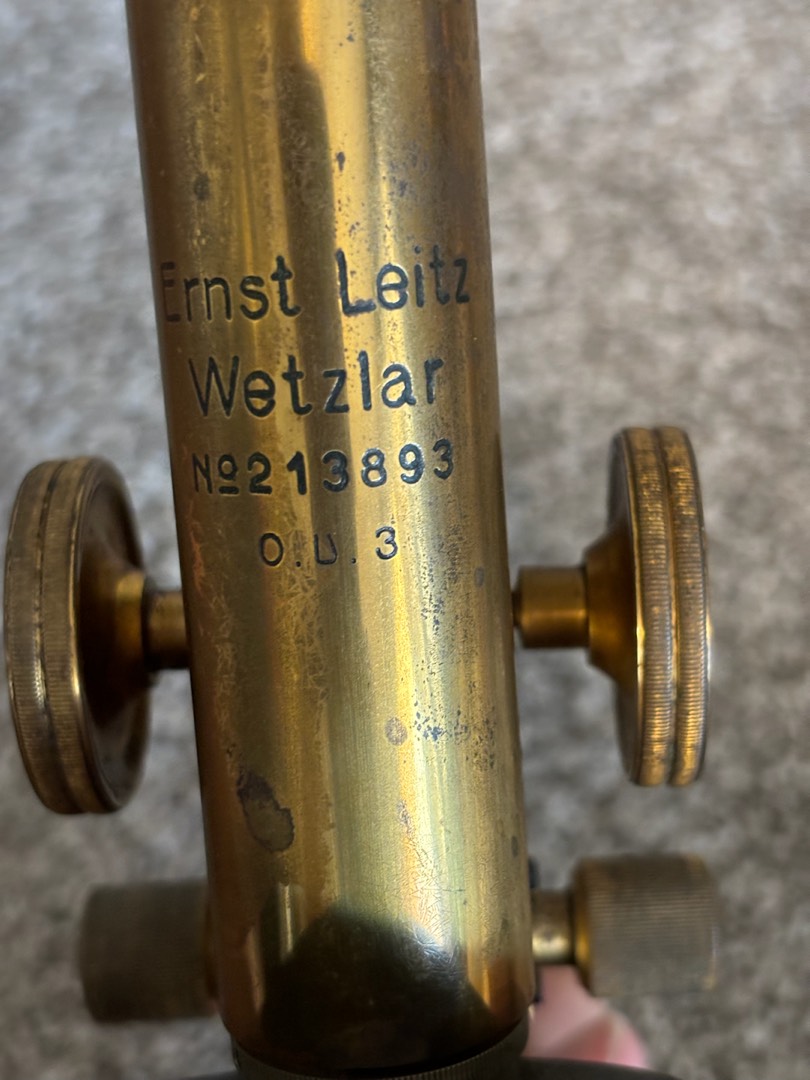 Ernst Leitz
Wetzlar
№213893
O.U.3